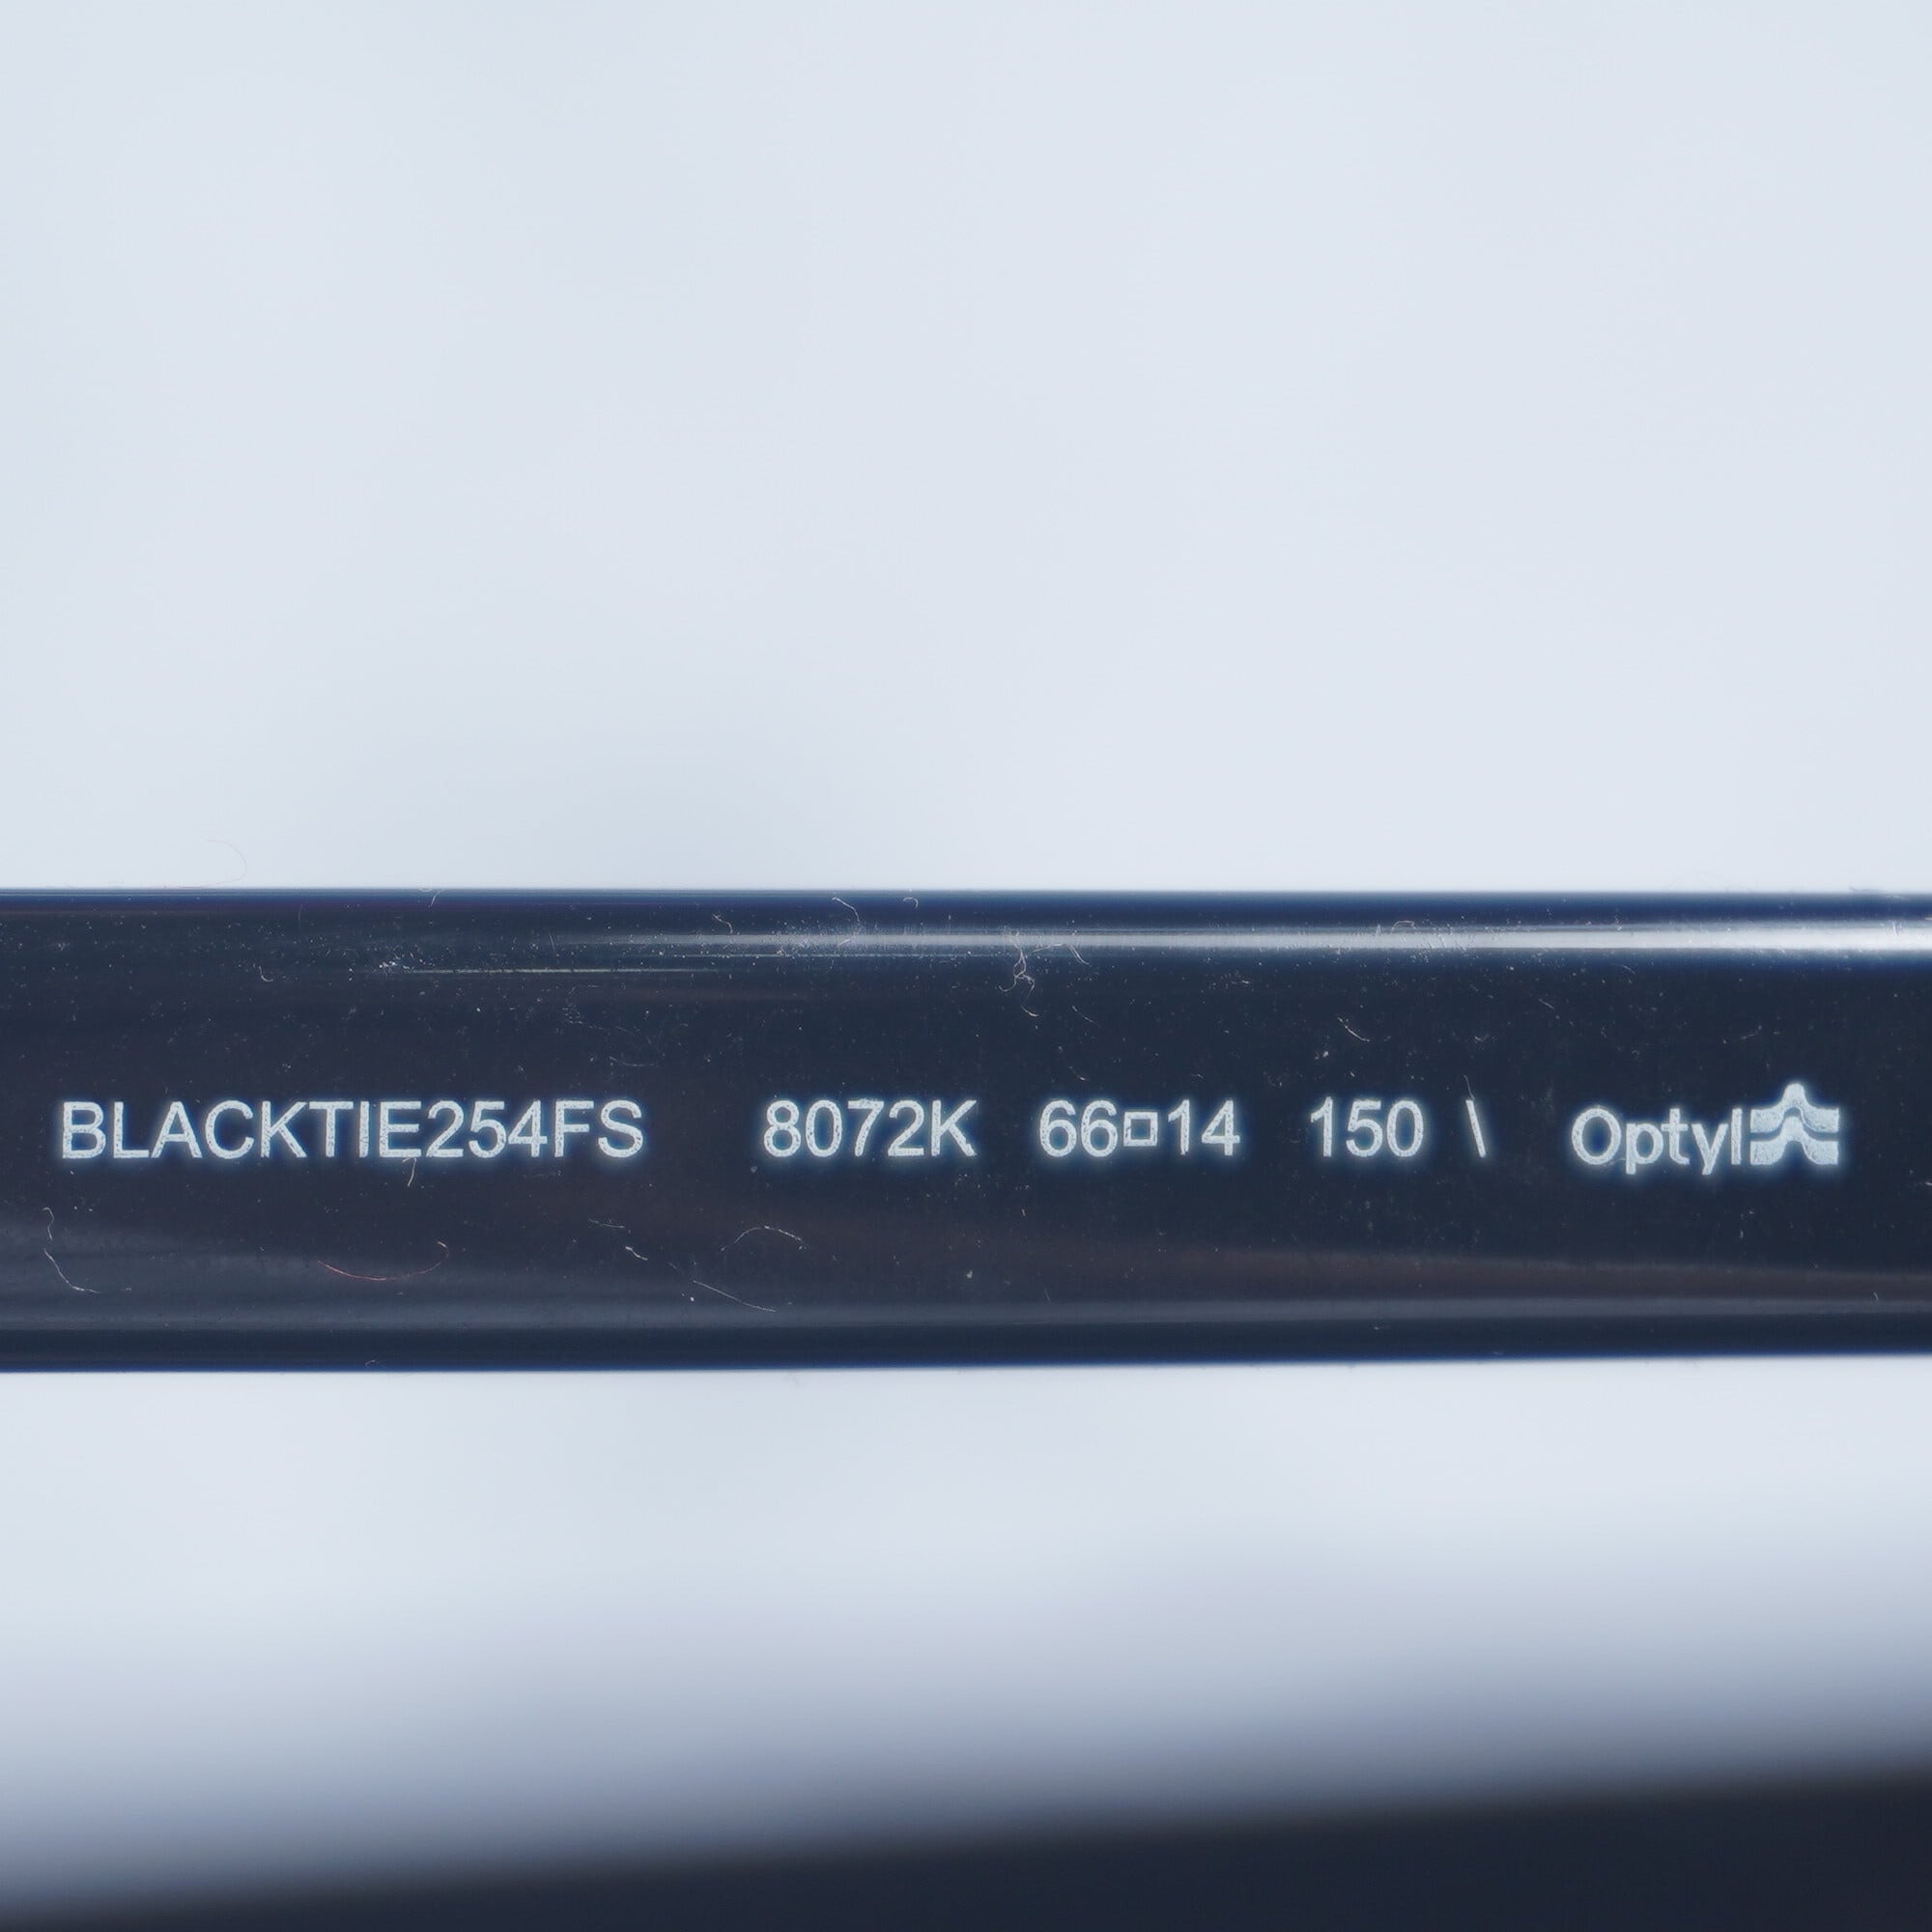 BLACKTIE254FS 8072K 66□14 150 \ Optyl